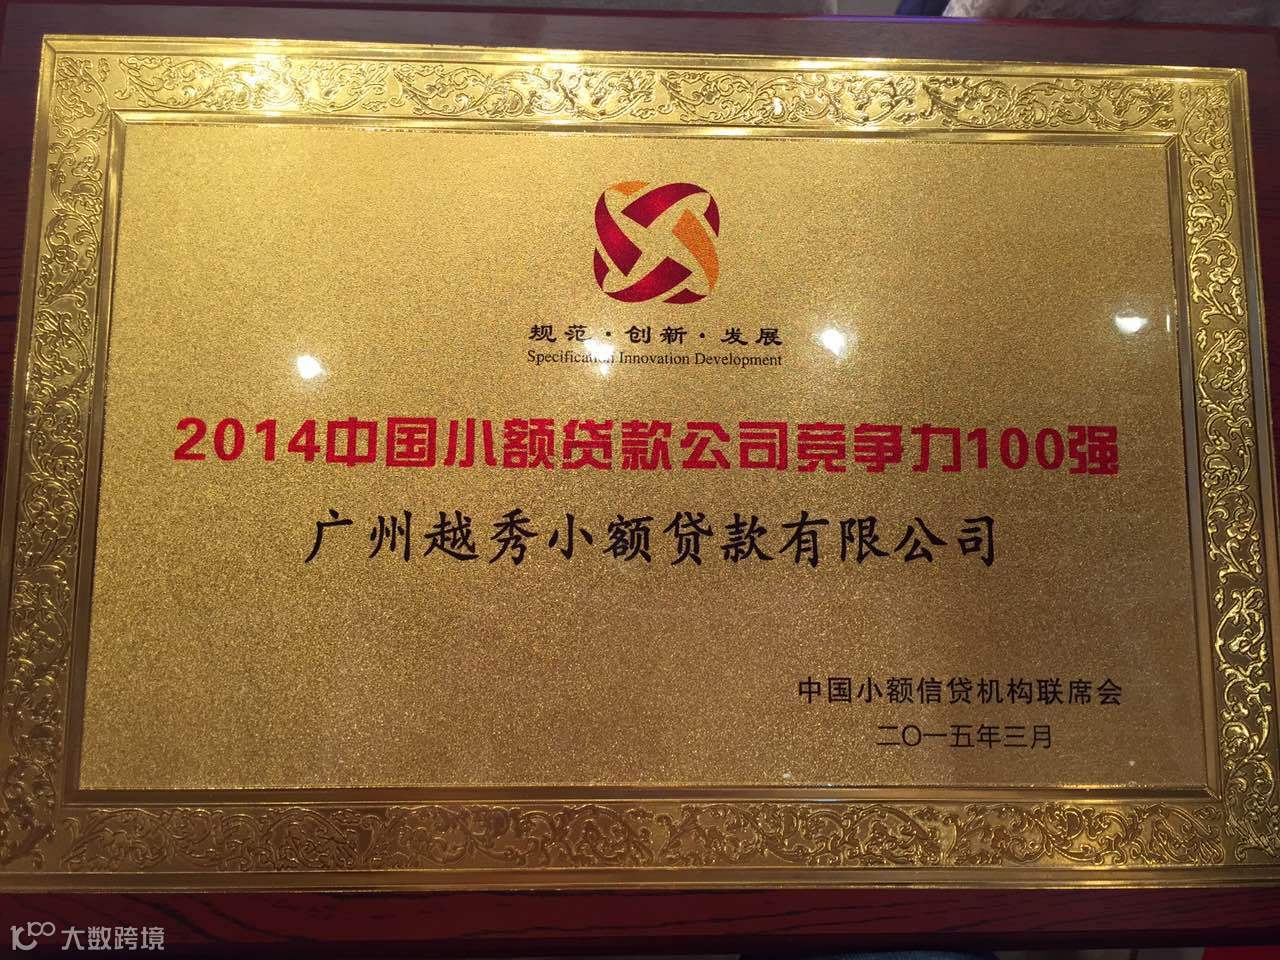 规范·创新·发展
Specification Innovation Development
2014中国小额贷款公司竞争力100强
广州越秀小额贷款有限公司
中国小额信贷机构联席会
二〇一五年三月
大数跨境